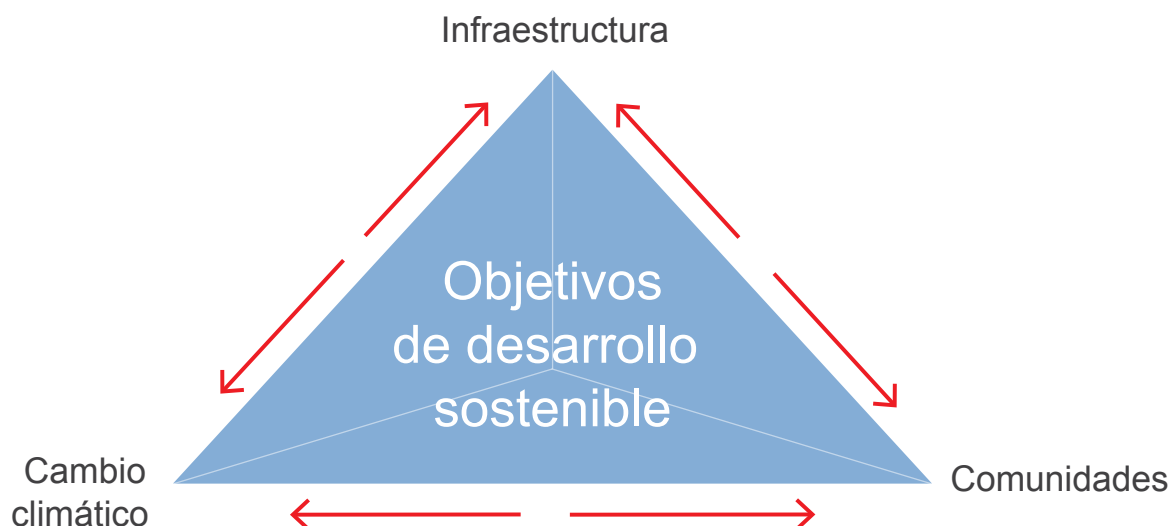 Infraestructura
Objetivos
de desarrollo
sostenible
Cambio
climático
Comunidades